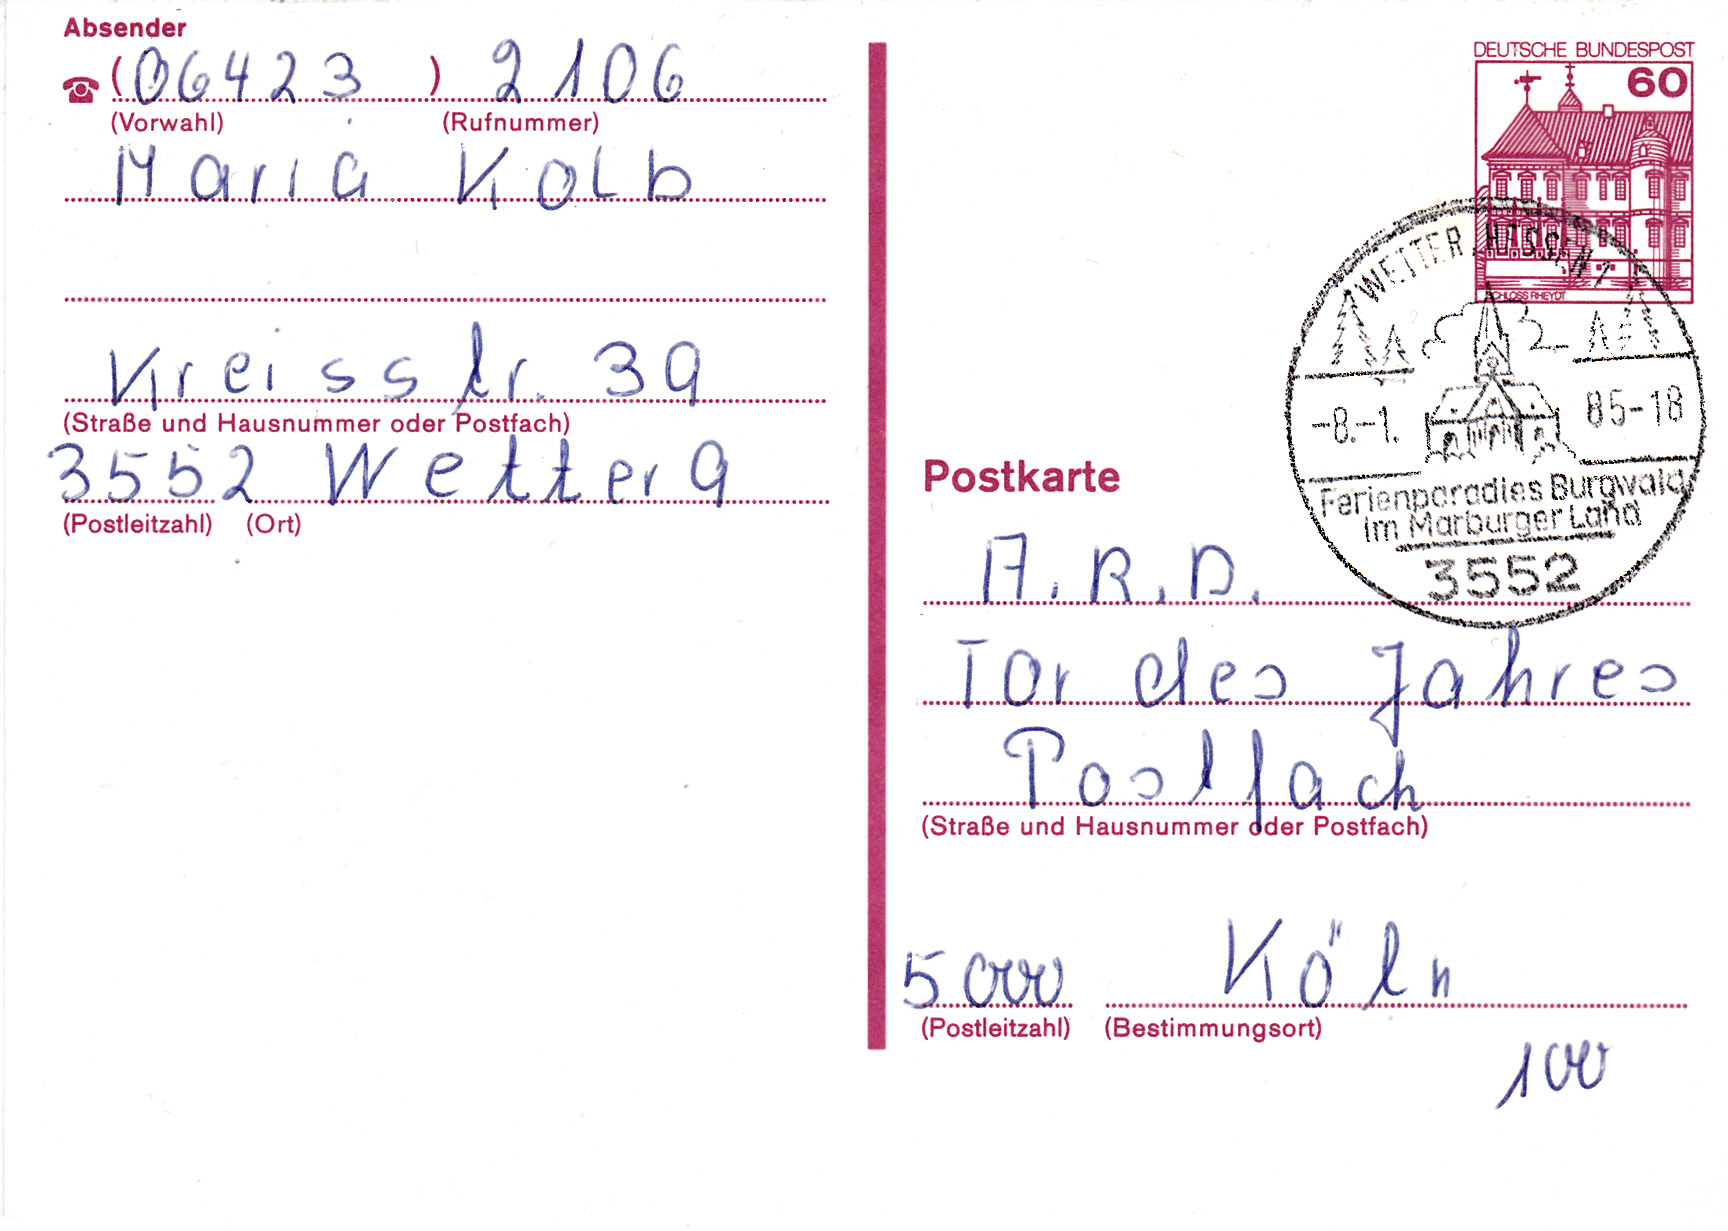 Absender
(06423) 2106
(Vorwahl) (Rufnummer)
Maria Kolb
Kreisstr. 39
(Straße und Hausnummer oder Postfach)
3552 Wetter 9
(Postleitzahl) (Ort)
DEUTSCHE BUNDESPOST
60
SCHLOSS RHEYDT
WETTER, HESSEN 1
-8.-1. 85-18
Ferienparadies Burgwald
im Marburger Land
3552
Postkarte
A.R.D.
Tor des Jahres
Postfach
(Straße und Hausnummer oder Postfach)
5000 Köln
(Postleitzahl) (Bestimmungsort)
100